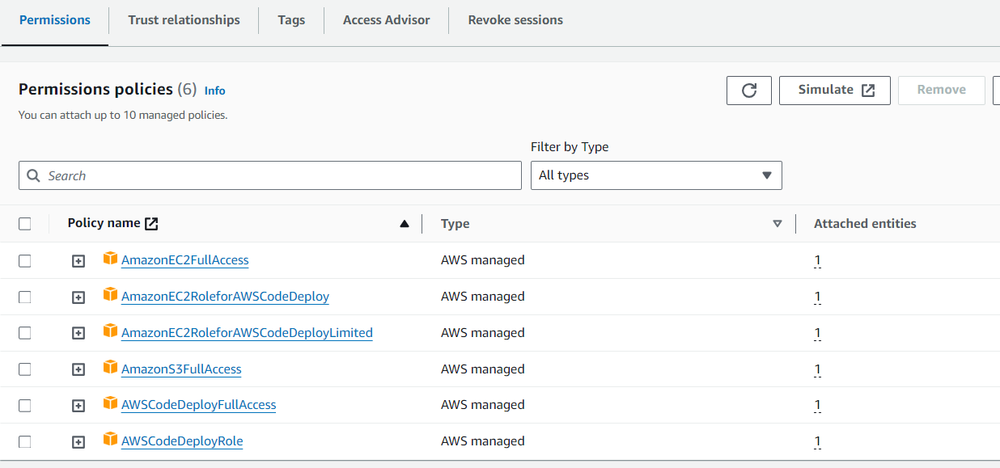 Permissions Trust relationships Tags Access Advisor Revoke sessions
Permissions policies (6) Info
You can attach up to 10 managed policies.
Simulate Remove
Filter by Type
Search All types
Policy name Type Attached entities
AmazonEC2FullAccess AWS managed 1
AmazonEC2RoleforAWSCodeDeploy AWS managed 1
AmazonEC2RoleforAWSCodeDeployLimited AWS managed 1
AmazonS3FullAccess AWS managed 1
AWSCodeDeployFullAccess AWS managed 1
AWSCodeDeployRole AWS managed 1